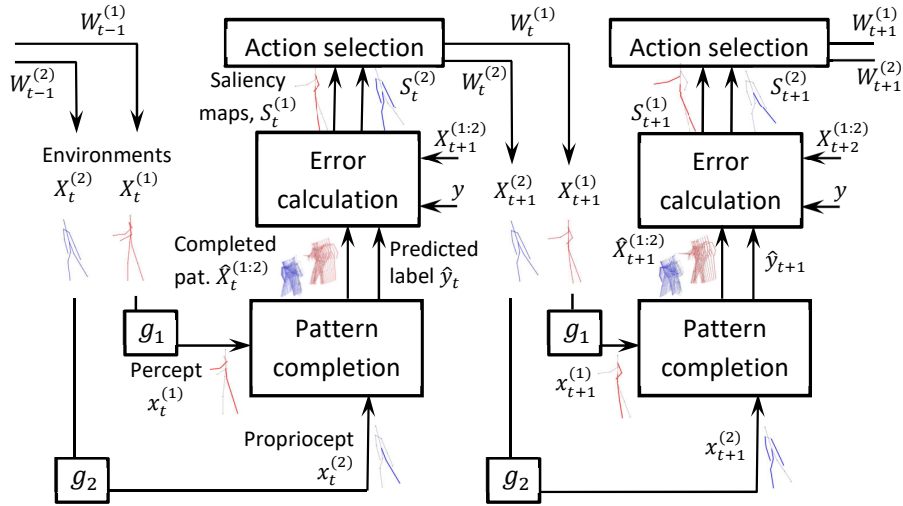 W_{t-1}^{(1)}
W_{t-1}^{(2)}
Action selection
W_t^{(1)}
W_t^{(2)}
Action selection
W_{t+1}^{(1)}
W_{t+1}^{(2)}
Saliency
maps, S_t^{(1)}
S_t^{(2)}
S_{t+1}^{(1)}
S_{t+1}^{(2)}
Environments
X_t^{(2)}
X_t^{(1)}
Error
calculation
X_{t+1}^{(1:2)}
y
X_{t+1}^{(2)}
X_{t+1}^{(1)}
Error
calculation
X_{t+2}^{(1:2)}
y
Completed
pat. X̂_t^{(1:2)}
Predicted
label ŷ_t
X̂_{t+1}^{(1:2)}
ŷ_{t+1}
g_1
Pattern
completion
g_1
Pattern
completion
Percept
x_t^{(1)}
x_{t+1}^{(1)}
Propriocept
x_t^{(2)}
x_{t+1}^{(2)}
g_2
g_2